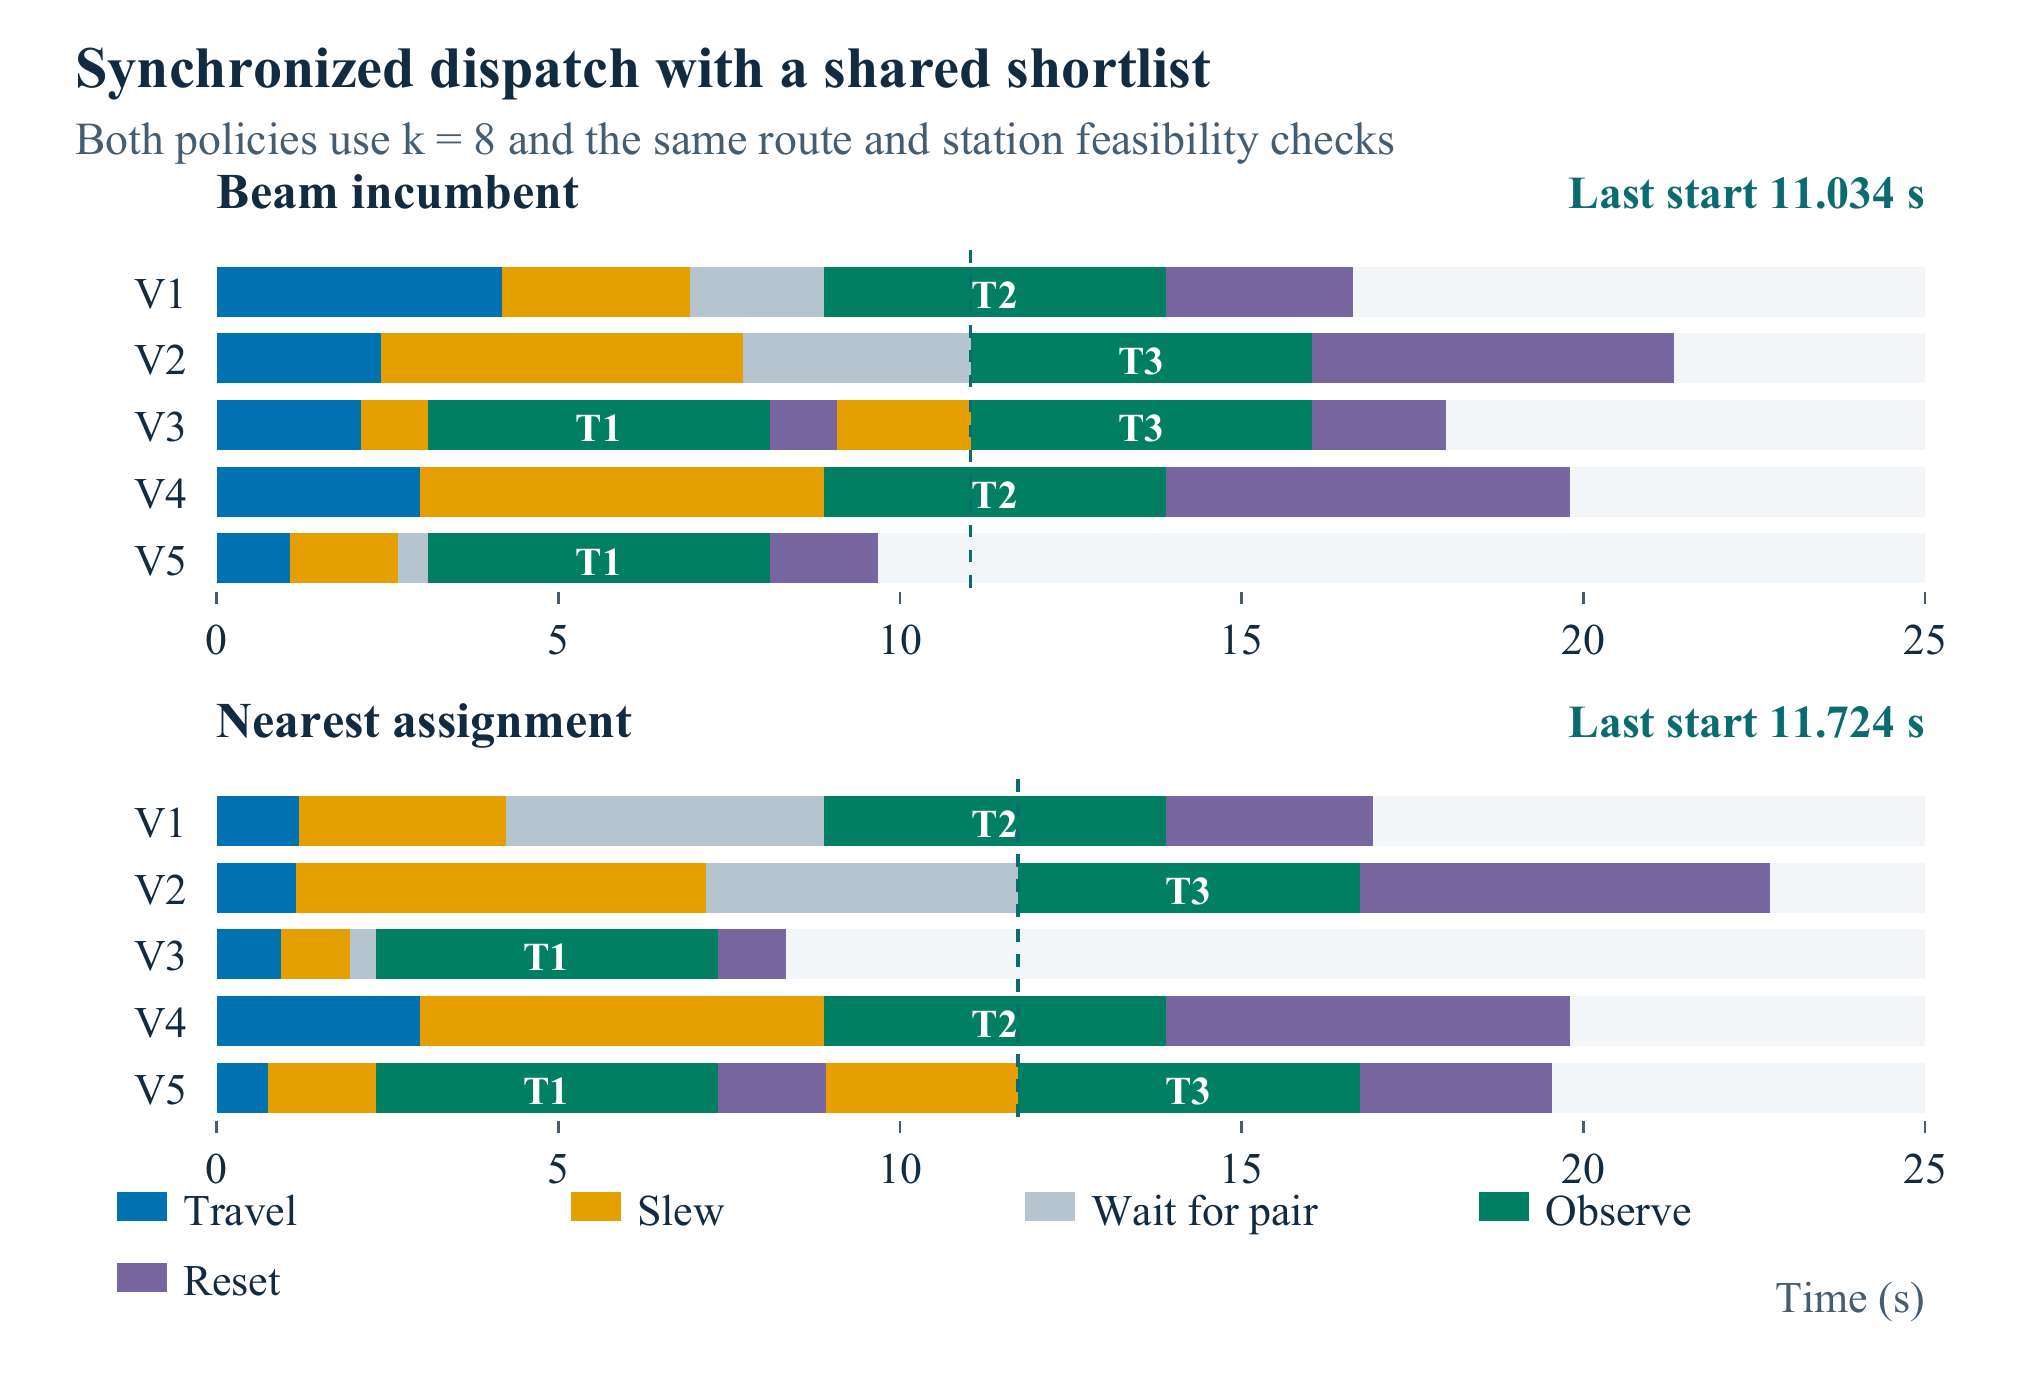 Synchronized dispatch with a shared shortlist
Both policies use k = 8 and the same route and station feasibility checks
Beam incumbent
Last start 11.034 s
V1
T2
V2
T3
V3
T1
T3
V4
T2
V5
T1
0 5 10 15 20 25
Nearest assignment
Last start 11.724 s
V1
T2
V2
T3
V3
T1
V4
T2
V5
T1
T3
0 5 10 15 20 25
Travel
Slew
Wait for pair
Observe
Reset
Time (s)